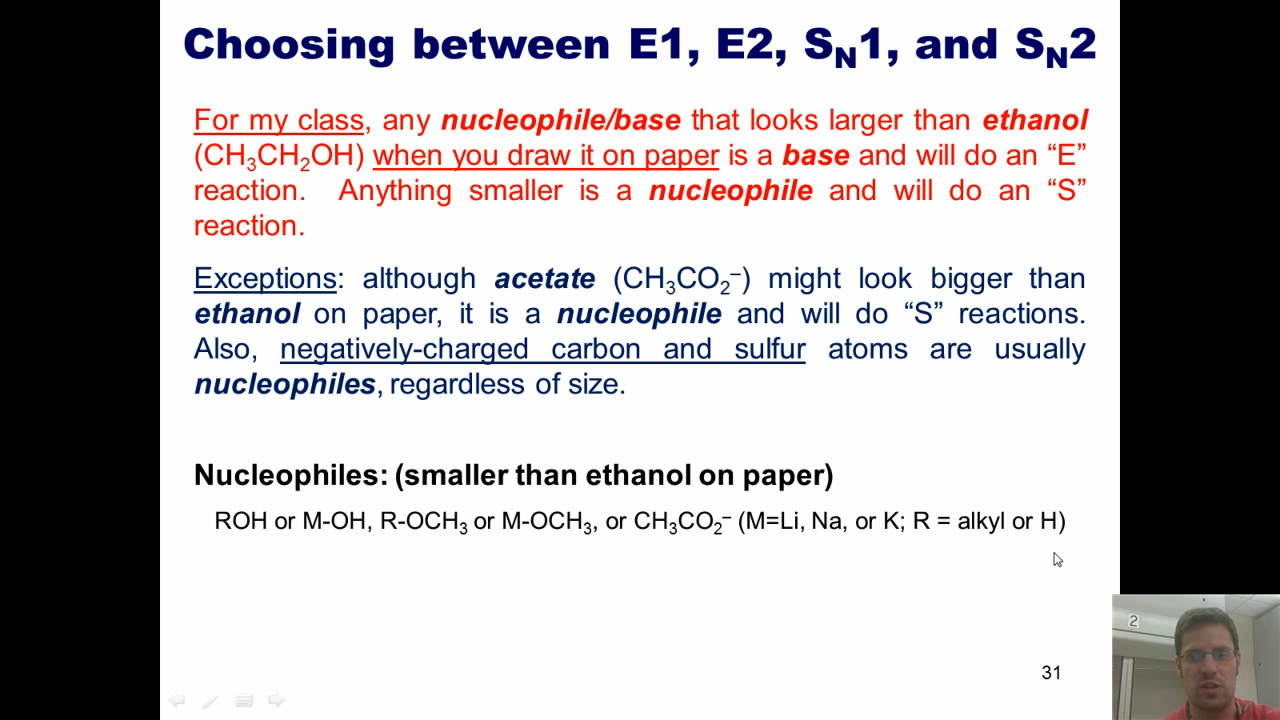 Choosing between E1, E2, SN1, and SN2
For my class, any nucleophile/base that looks larger than ethanol
(CH3CH2OH) when you draw it on paper is a base and will do an “E”
reaction. Anything smaller is a nucleophile and will do an “S”
reaction.
Exceptions: although acetate (CH3CO2–) might look bigger than
ethanol on paper, it is a nucleophile and will do “S” reactions.
Also, negatively-charged carbon and sulfur atoms are usually
nucleophiles, regardless of size.
Nucleophiles: (smaller than ethanol on paper)
ROH or M-OH, R-OCH3 or M-OCH3, or CH3CO2– (M=Li, Na, or K; R = alkyl or H)
2
31